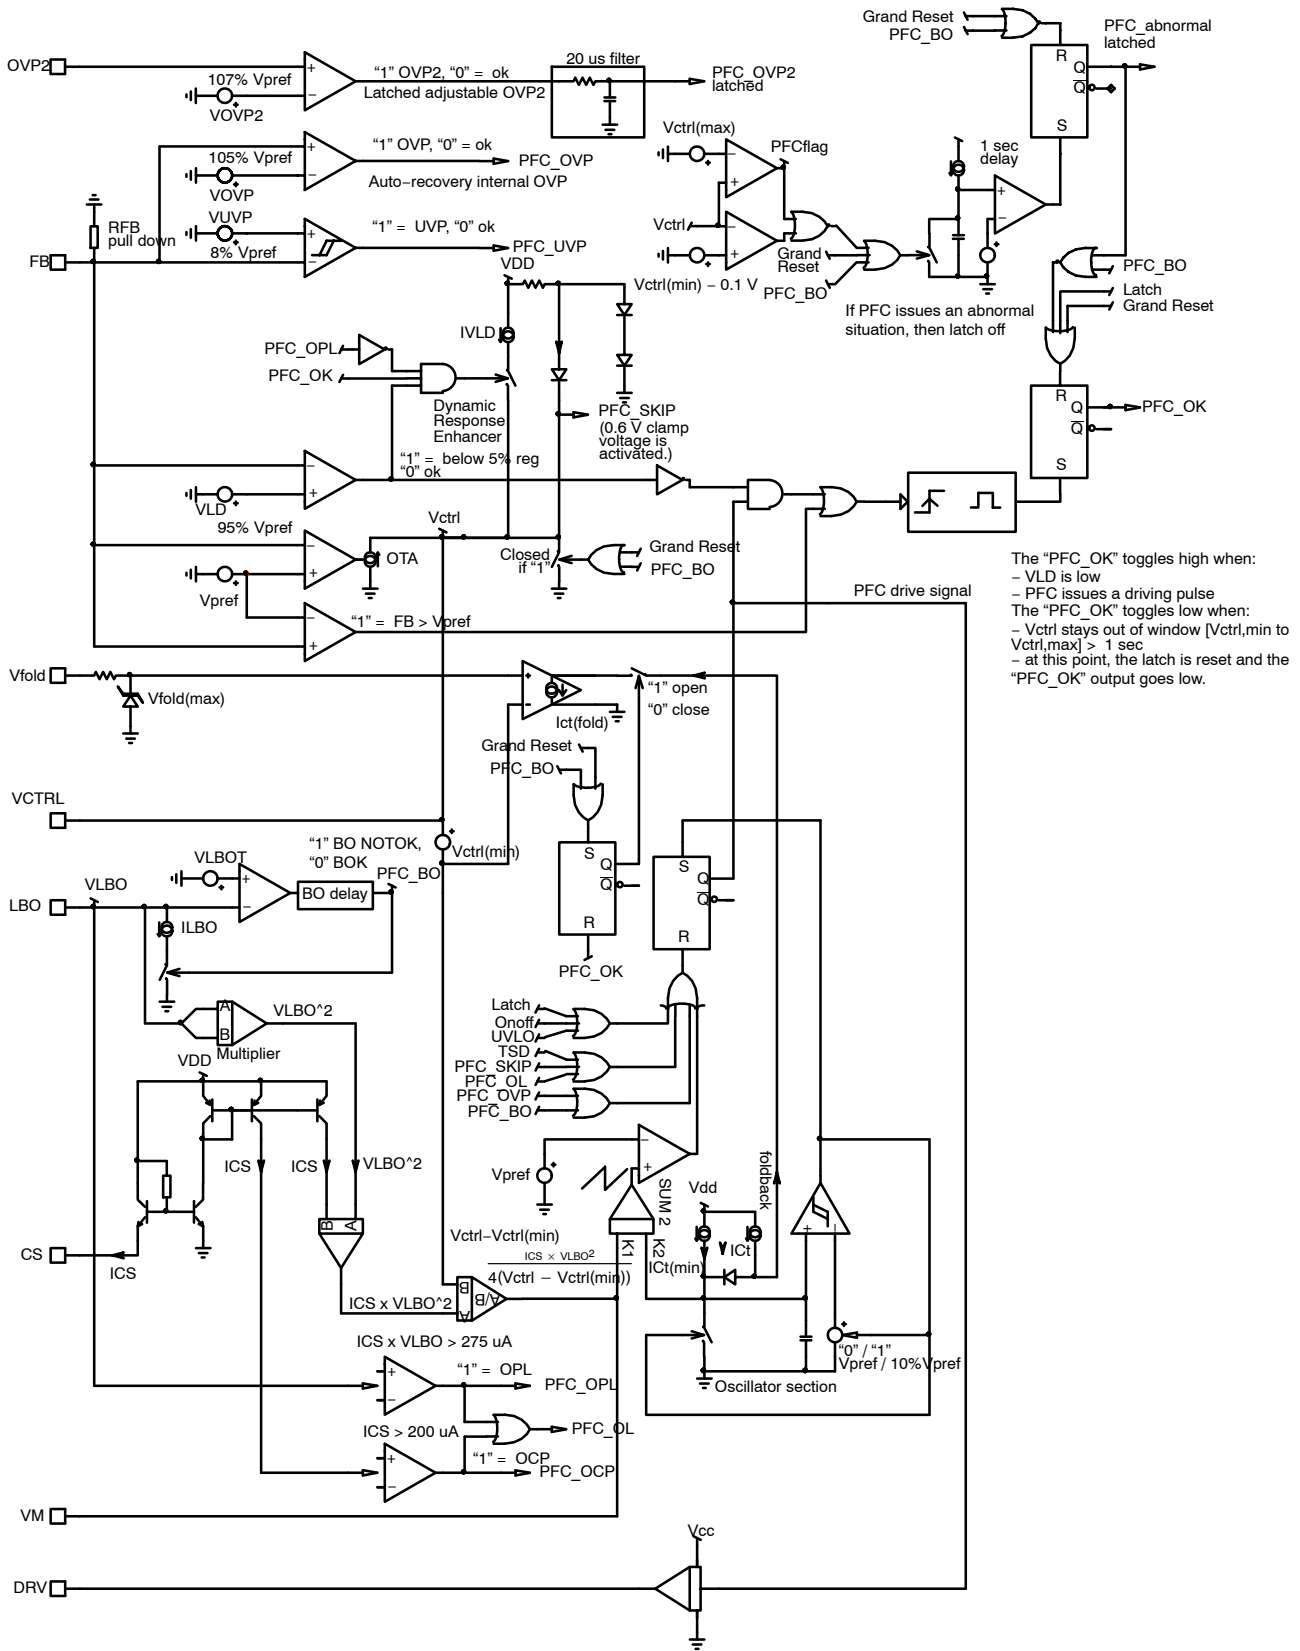 Grand Reset
PFC_BO
PFC_abnormal
latched
R
Q
Q
S
OVP2
107% Vpref
VOVP2
+
−
“1” OVP2, “0” = ok
Latched adjustable OVP2
20 us filter
PFC_OVP2
latched
105% Vpref
VOVP
+
−
“1” OVP, “0” = ok
PFC_OVP
Auto−recovery internal OVP
RFB
pull down
VUVP
8% Vpref
FB
+
−
“1” = UVP, “0” ok
PFC_UVP
VDD
Vctrl(max)
PFCflag
−
+
Vctrl
−
+
Vctrl(min) − 0.1 V
Grand
Reset
PFC_BO
1 sec
delay
+
−
If PFC issues an abnormal
situation, then latch off
PFC_BO
Latch
Grand Reset
R
Q
Q
S
PFC_OK
IVLD
PFC_OPL
PFC_OK
Dynamic
Response
Enhancer
PFC_SKIP
(0.6 V clamp
voltage is
activated.)
“1” = below 5% reg
“0” ok
−
+
VLD
95% Vpref
−
+
OTA
Vctrl
Vpref
Closed
if “1”
Grand Reset
PFC_BO
−
+
“1” = FB > Vpref
PFC drive signal
The “PFC_OK” toggles high when:
− VLD is low
− PFC issues a driving pulse
The “PFC_OK” toggles low when:
− Vctrl stays out of window [Vctrl,min to
Vctrl,max] > 1 sec
− at this point, the latch is reset and the
“PFC_OK” output goes low.
Vfold
Vfold(max)
+
−
Ict(fold)
“1” open
“0” close
Grand Reset
PFC_BO
VCTRL
Vctrl(min)
S
Q
Q
R
PFC_OK
S
Q
Q
R
“1” BO NOTOK,
“0” BOK
VLBOT
+
−
BO delay
PFC_BO
VLBO
LBO
ILBO
A
B
Multiplier
VLBO^2
Latch
Onoff
UVLO
TSD
PFC_SKIP
PFC_OL
PFC_OVP
PFC_BO
VDD
ICS
ICS
VLBO^2
B
A
CS
ICS
Vpref
−
+
SUM 2
K1
K2
foldback
Vdd
ICt
ICt(min)
+
−
Vctrl−Vctrl(min)
ICS × VLBO²
4(Vctrl − Vctrl(min))
ICS x VLBO^2
B
A
A/B
“0” / “1”
Vpref / 10%Vpref
Oscillator section
ICS x VLBO > 275 uA
+
−
“1” = OPL
PFC_OPL
ICS > 200 uA
PFC_OL
+
−
“1” = OCP
PFC_OCP
VM
Vcc
DRV